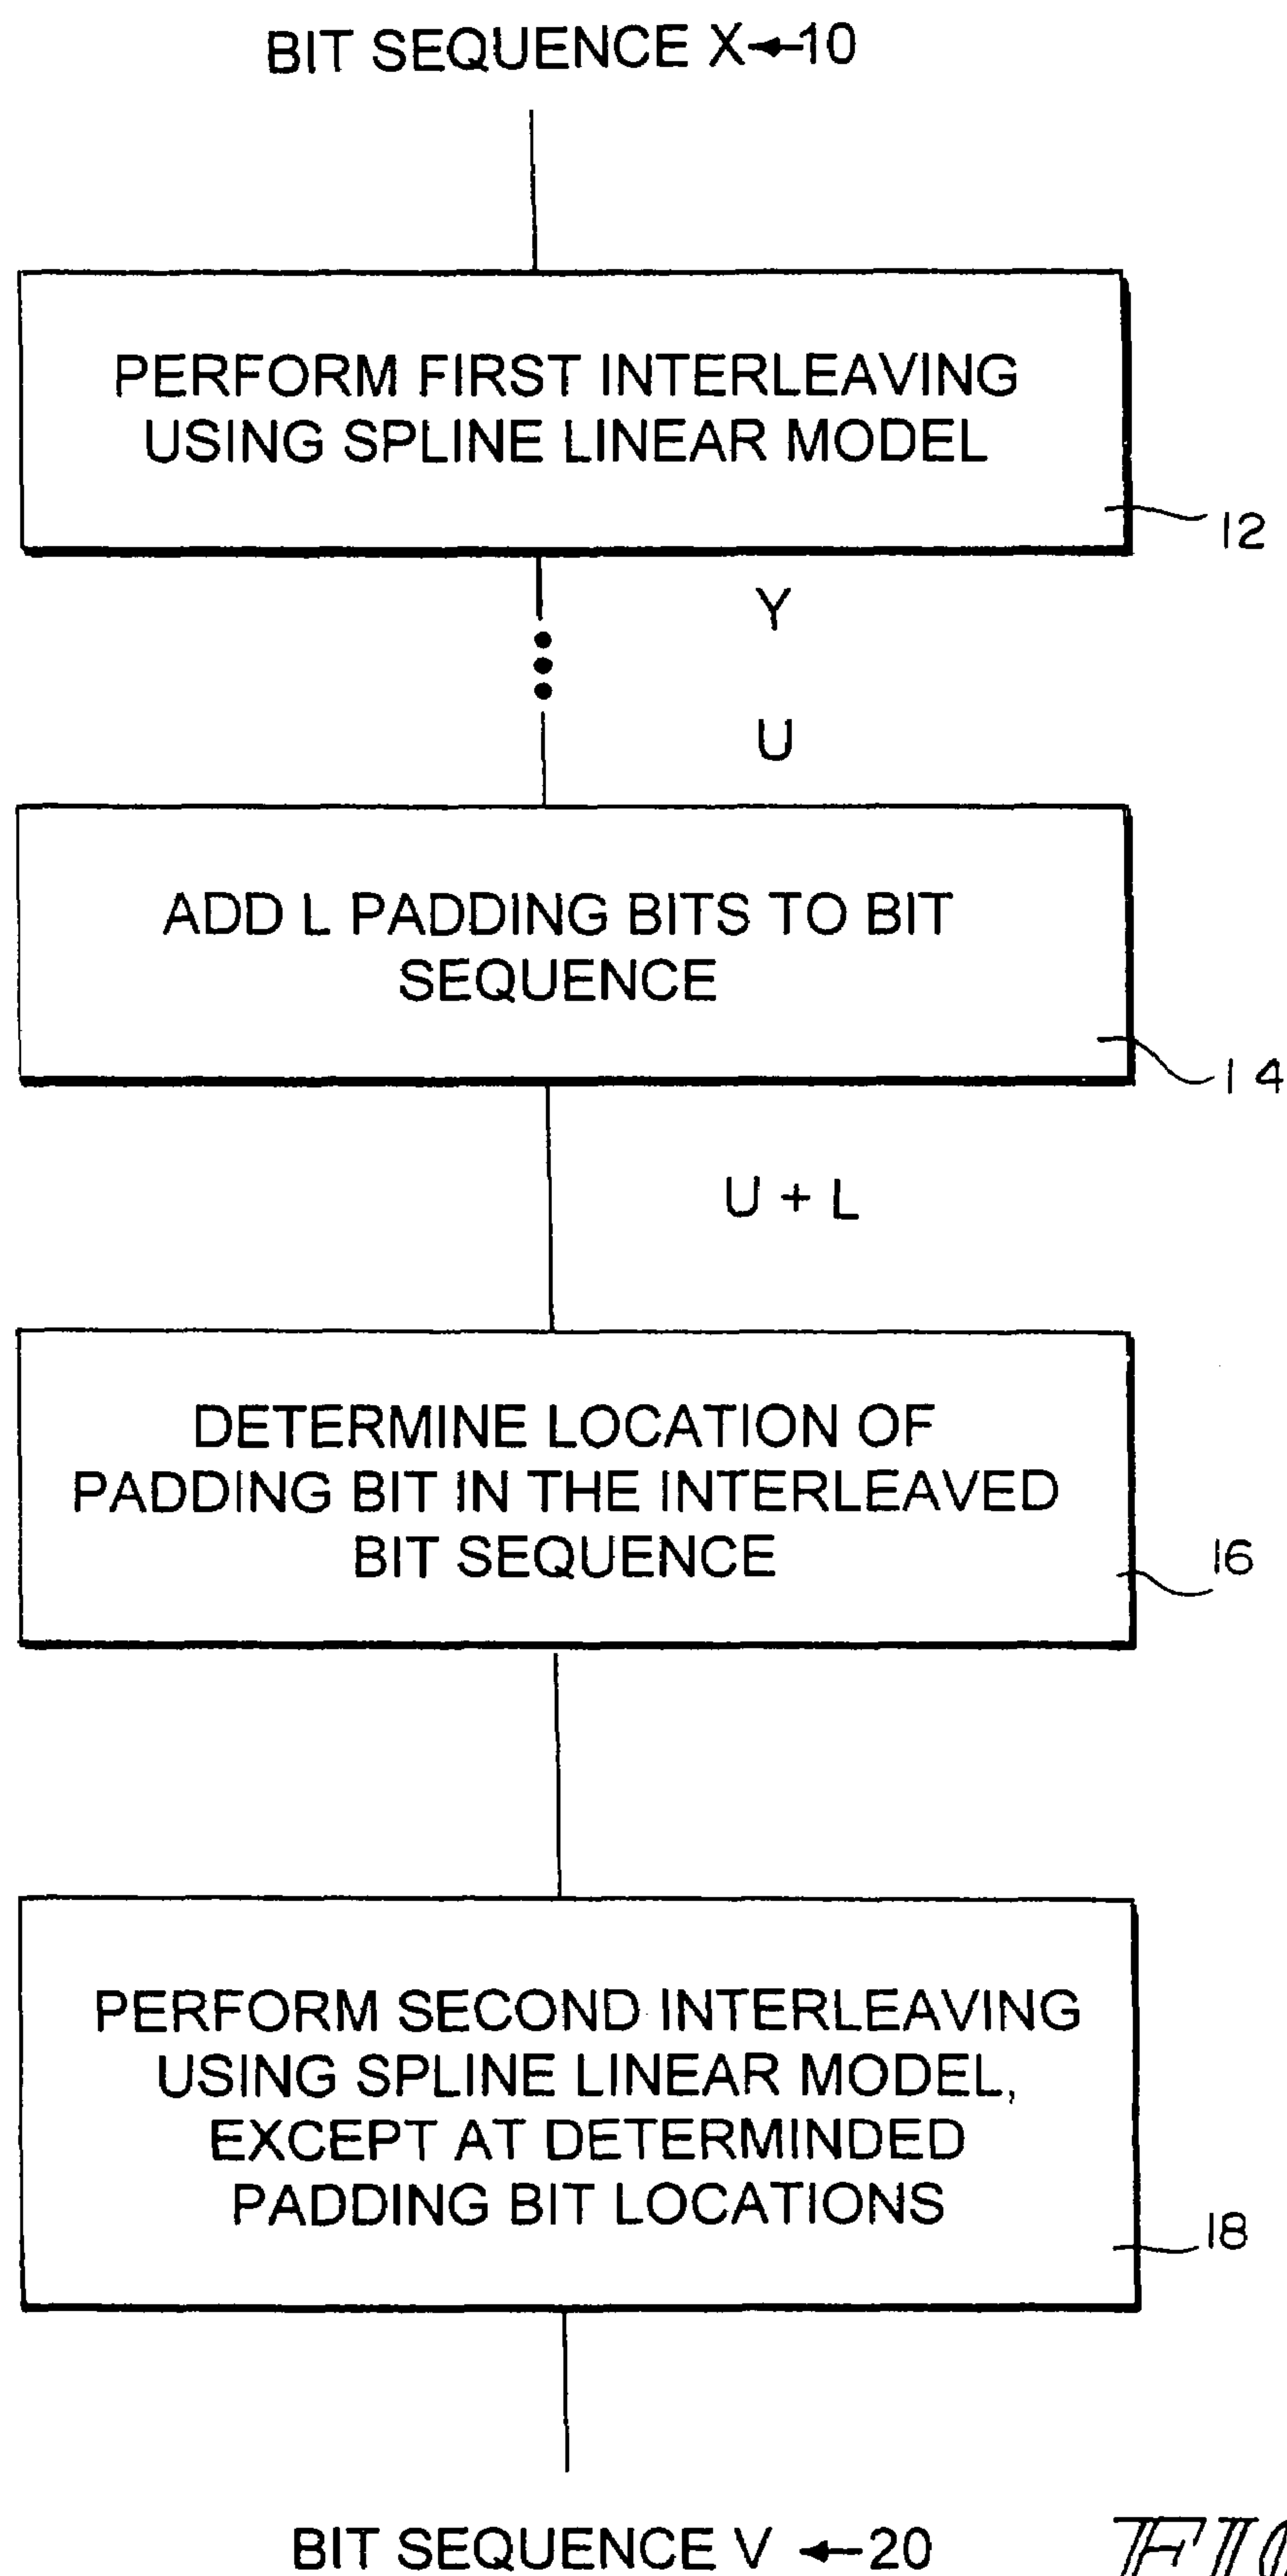 BIT SEQUENCE X 10
PERFORM FIRST INTERLEAVING
USING SPLINE LINEAR MODEL
12
Y
U
ADD L PADDING BITS TO BIT
SEQUENCE
14
U + L
DETERMINE LOCATION OF
PADDING BIT IN THE INTERLEAVED
BIT SEQUENCE
16
PERFORM SECOND INTERLEAVING
USING SPLINE LINEAR MODEL,
EXCEPT AT DETERMINDED
PADDING BIT LOCATIONS
18
BIT SEQUENCE V 20